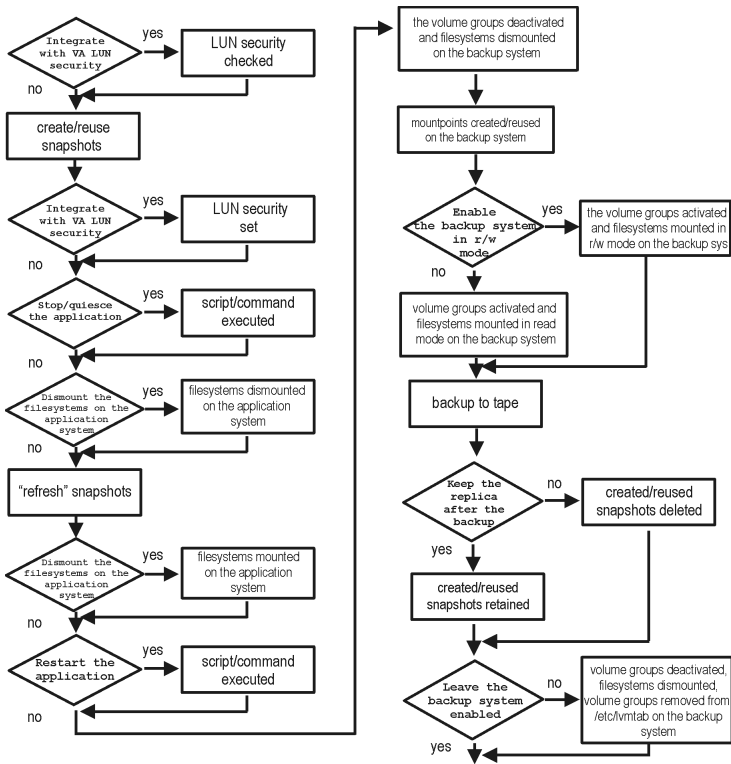 Integrate
with VA LUN
security
yes
LUN security
checked
no
create/reuse
snapshots
Integrate
with VA LUN
security
yes
LUN security
set
no
Stop/quiesce
the application
yes
script/command
executed
no
Dismount the
filesystems on the
application
system
yes
filesystems dismounted
on the application
system
no
“refresh” snapshots
Dismount the
filesystems on the
application
system
yes
filesystems mounted
on the application
system
no
Restart the
application
yes
script/command
executed
no
the volume groups deactivated
and filesystems dismounted
on the backup system
mountpoints created/reused
on the backup system
Enable
the backup system
in r/w
mode
yes
the volume groups activated
and filesystems mounted in
r/w mode on the backup sys
no
volume groups activated and
filesystems mounted in read
mode on the backup system
backup to tape
Keep the
replica
after the
backup
no
created/reused
snapshots deleted
yes
created/reused
snapshots retained
Leave the
backup system
enabled
no
volume groups deactivated,
filesystems dismounted,
volume groups removed from
/etc/lvmtab on the backup
system
yes